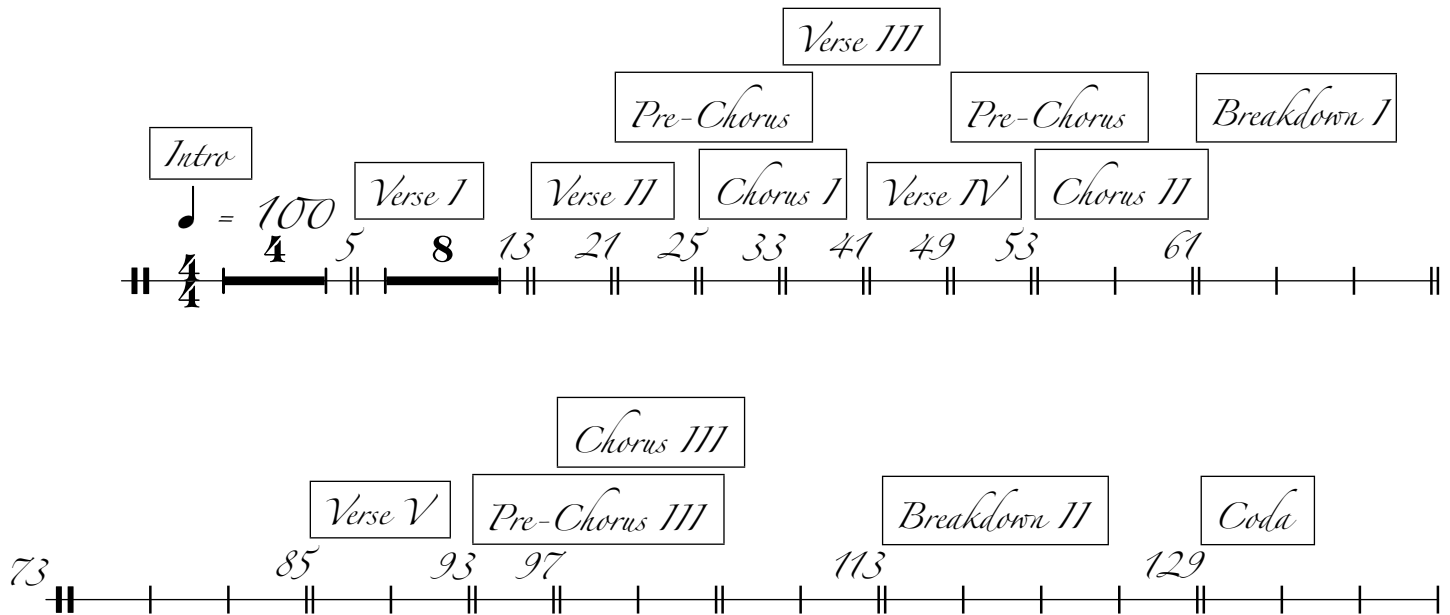 Verse III
Pre-Chorus Pre-Chorus Breakdown I
Intro
Verse I Verse II Chorus I Verse IV Chorus II
= 100
4 5 8 13 21 25 33 41 49 53 61
4
4
Chorus III
Verse V Pre-Chorus III Breakdown II Coda
73 85 93 97 113 129